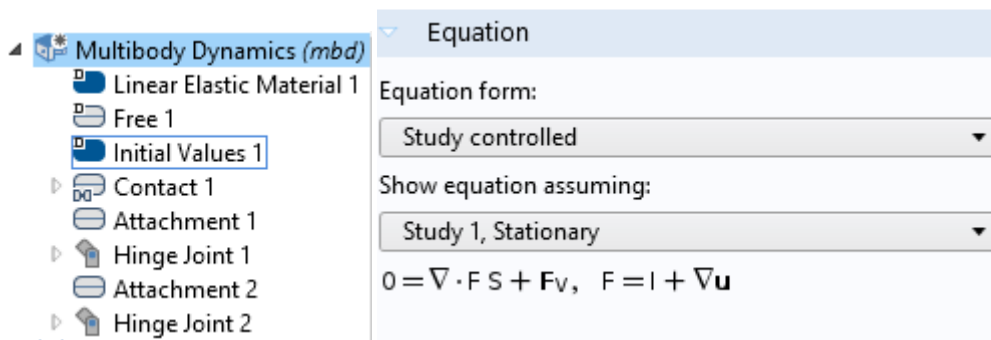 Multibody Dynamics (mbd)
Linear Elastic Material 1
Free 1
Initial Values 1
Contact 1
Attachment 1
Hinge Joint 1
Attachment 2
Hinge Joint 2
Equation
Equation form:
Study controlled
Show equation assuming:
Study 1, Stationary
0 = ∇ · F S + Fv, F = I + ∇u